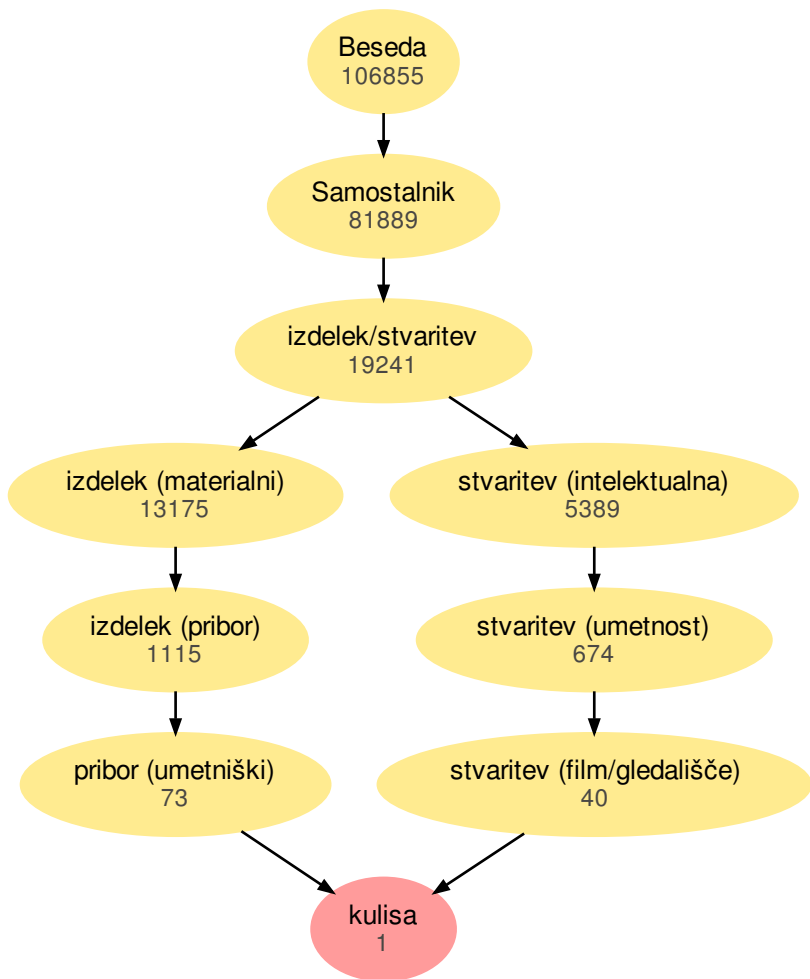 Beseda
106855
Samostalnik
81889
izdelek/stvaritev
19241
izdelek (materialni)
13175
stvaritev (intelektualna)
5389
izdelek (pribor)
1115
stvaritev (umetnost)
674
pribor (umetniški)
73
stvaritev (film/gledališče)
40
kulisa
1